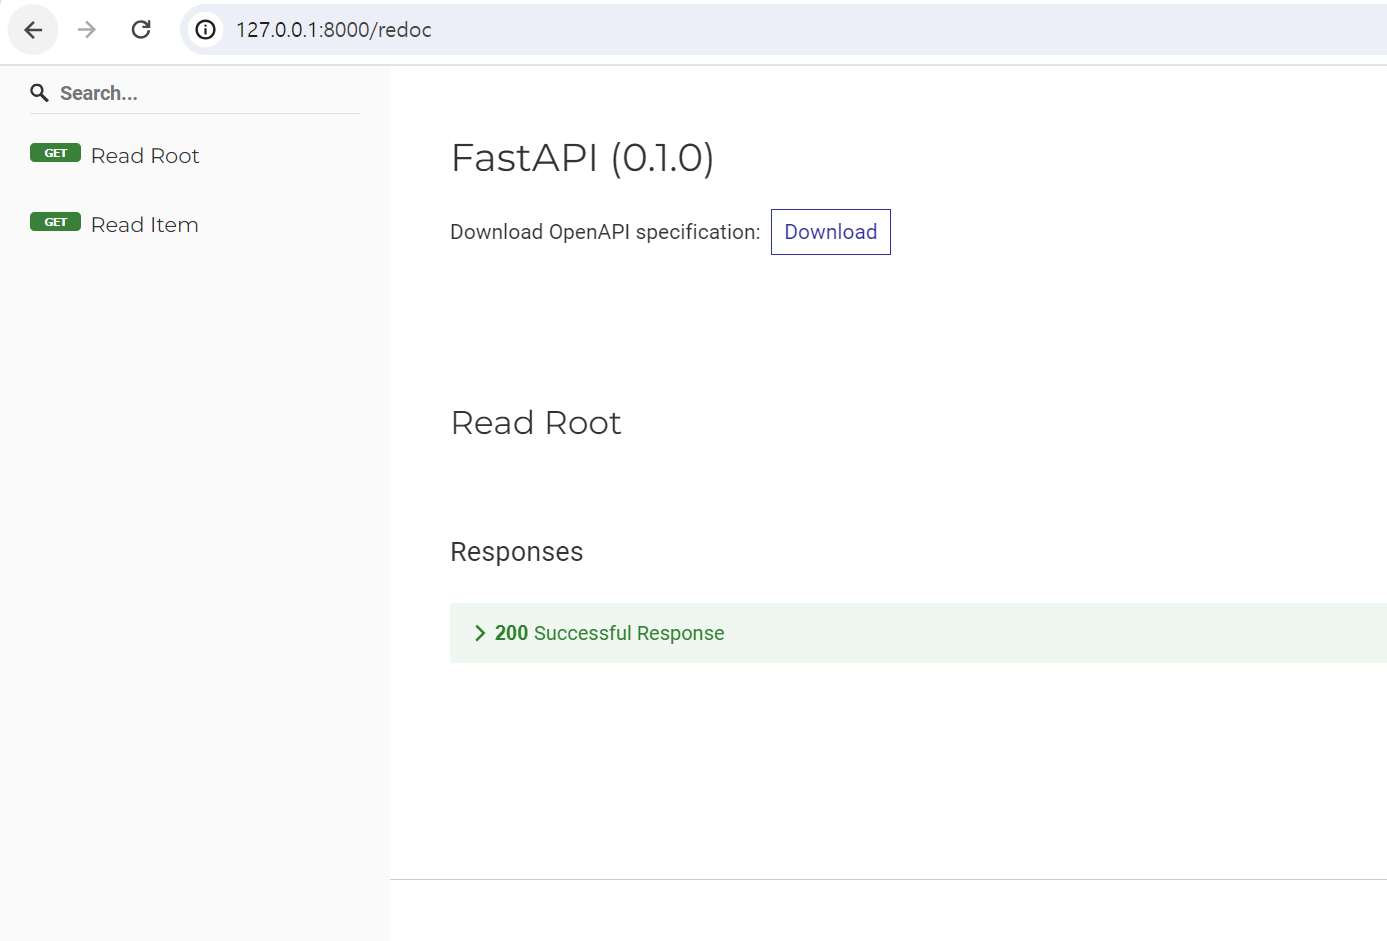 127.0.0.1:8000/redoc
Search...
GET Read Root
GET Read Item
FastAPI (0.1.0)
Download OpenAPI specification: Download
Read Root
Responses
200 Successful Response